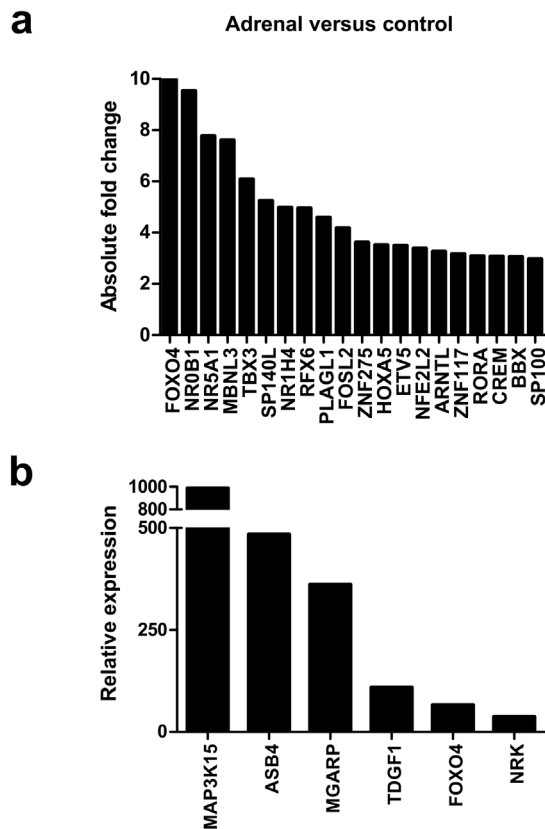 a
Adrenal versus control
Absolute fold change
10
8
6
4
2
0
FOXO4
NR0B1
NR5A1
MBNL3
TBX3
SP140L
NR1H4
RFX6
PLAGL1
FOSL2
ZNF275
HOXA5
ETV5
NFE2L2
ARNTL
ZNF117
RORA
CREM
BBX
SP100
b
Relative expression
1000
800
500
250
0
MAP3K15
ASB4
MGARP
TDGF1
FOXO4
NRK